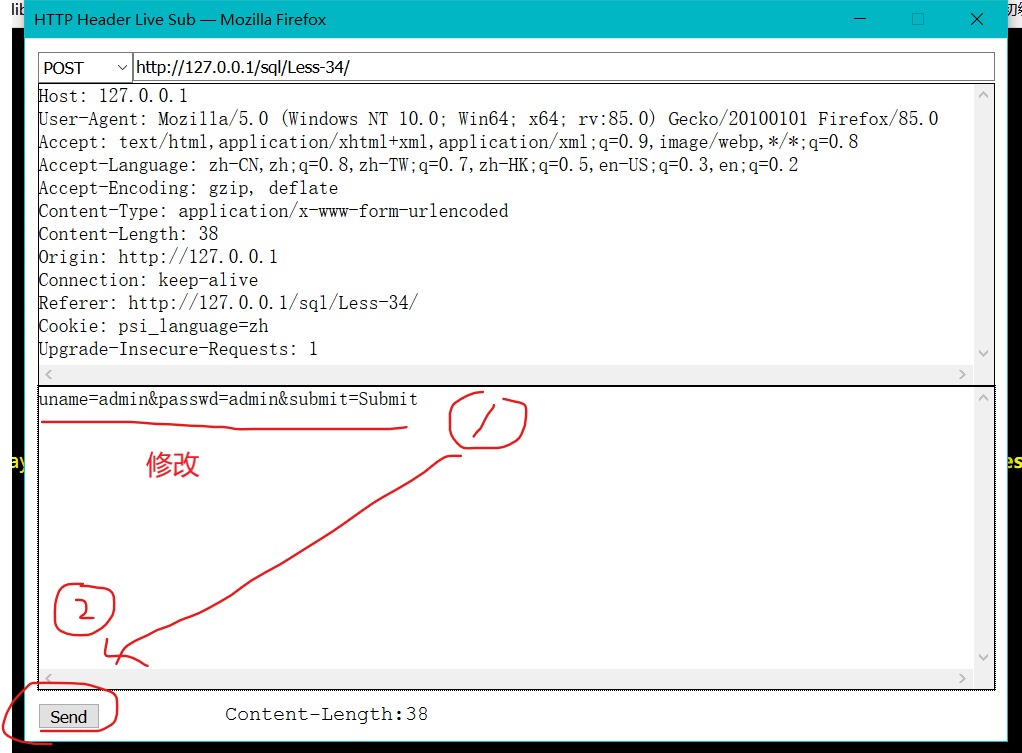 HTTP Header Live Sub — Mozilla Firefox
POST http://127.0.0.1/sql/Less-34/
Host: 127.0.0.1
User-Agent: Mozilla/5.0 (Windows NT 10.0; Win64; x64; rv:85.0) Gecko/20100101 Firefox/85.0
Accept: text/html,application/xhtml+xml,application/xml;q=0.9,image/webp,*/*;q=0.8
Accept-Language: zh-CN,zh;q=0.8,zh-TW;q=0.7,zh-HK;q=0.5,en-US;q=0.3,en;q=0.2
Accept-Encoding: gzip, deflate
Content-Type: application/x-www-form-urlencoded
Content-Length: 38
Origin: http://127.0.0.1
Connection: keep-alive
Referer: http://127.0.0.1/sql/Less-34/
Cookie: psi_language=zh
Upgrade-Insecure-Requests: 1
uname=admin&passwd=admin&submit=Submit
1
修改
2
Send Content-Length:38